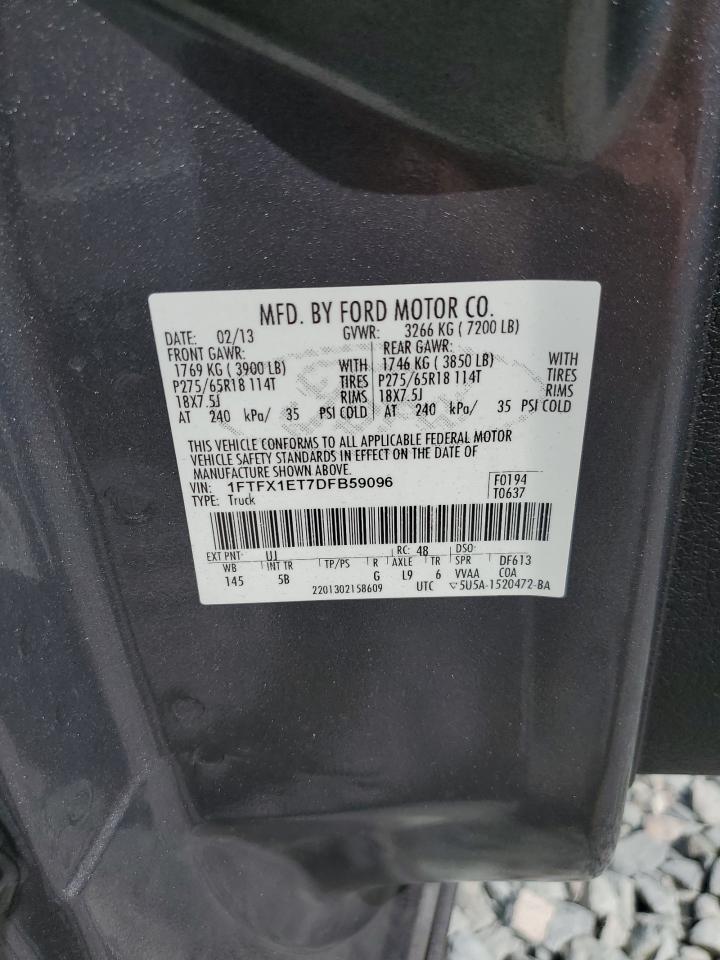 MFD. BY FORD MOTOR CO.
DATE: 02/13 GVWR: 3266 KG ( 7200 LB)
FRONT GAWR: REAR GAWR:
1769 KG ( 3900 LB) WITH 1746 KG ( 3850 LB) WITH
P275/65R18 114T TIRES P275/65R18 114T TIRES
18X7.5J RIMS 18X7.5J RIMS
AT 240 kPa/ 35 PSI COLD AT 240 kPa/ 35 PSI COLD
THIS VEHICLE CONFORMS TO ALL APPLICABLE FEDERAL MOTOR
VEHICLE SAFETY STANDARDS IN EFFECT ON THE DATE OF
MANUFACTURE SHOWN ABOVE.
VIN: 1FTFX1ET7DFB59096 F0194
TYPE: Truck T0637
EXT PNT: UJ RC: 48 DSO: DF613
WB INT TR TP/PS R AXLE TR SPR COA
145 5B G L9 6 VVAA
2201302158609 UTC ▽5U5A-1520472-BA